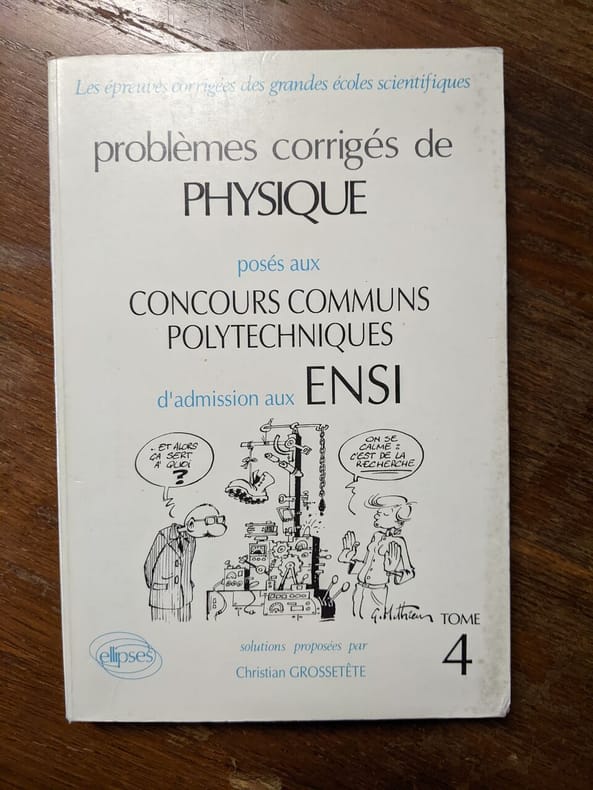 Les épreuves corrigées des grandes écoles scientifiques
problèmes corrigés de
PHYSIQUE
posés aux
CONCOURS COMMUNS
POLYTECHNIQUES
d'admission aux ENSI
..ET ALORS
ÇA SERT
A' QUOI
?
ON SE
CALME :
C'EST DE LA
RECHERCHE
TOME
4
ellipses
solutions proposées par
Christian GROSSETÊTE